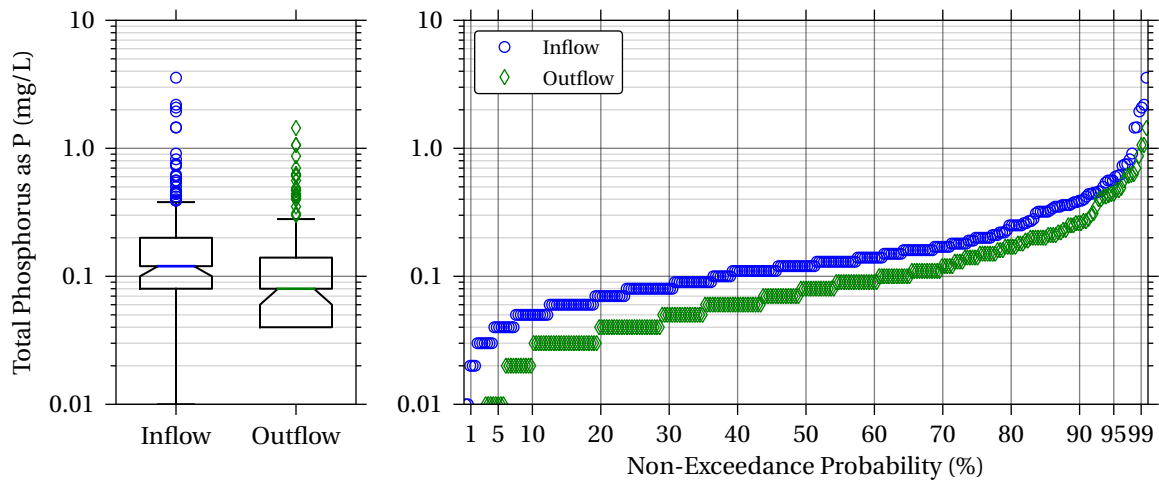 Total Phosphorus as P (mg/L)
10
1.0
0.1
0.01
Inflow Outflow
10
1.0
0.1
0.01
Inflow
Outflow
1 5 10 20 30 40 50 60 70 80 90 95 99
Non-Exceedance Probability (%)